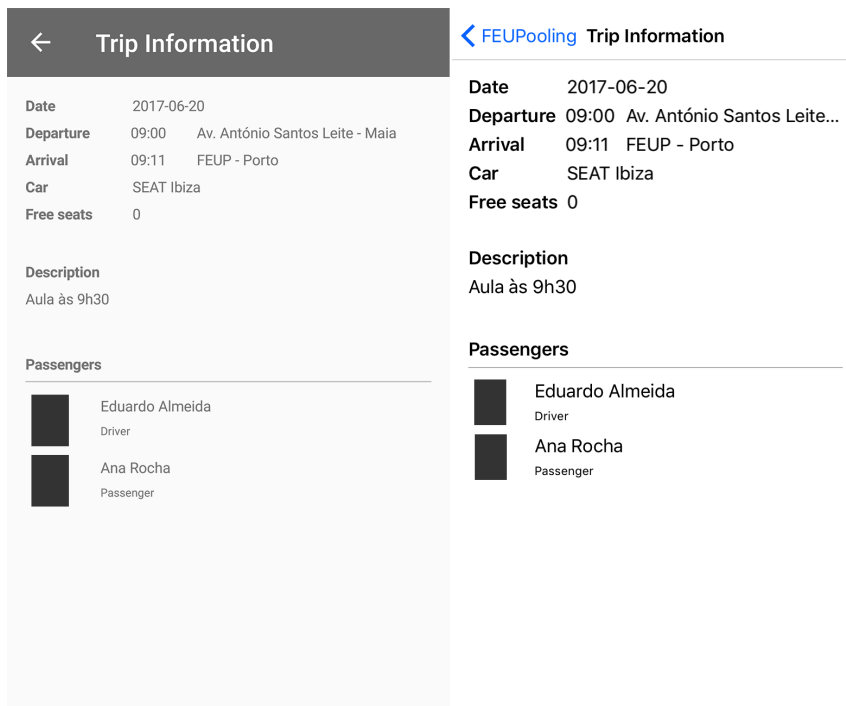 Trip Information
Date 2017-06-20
Departure 09:00 Av. António Santos Leite - Maia
Arrival 09:11 FEUP - Porto
Car SEAT Ibiza
Free seats 0
Description
Aula às 9h30
Passengers
Eduardo Almeida
Driver
Ana Rocha
Passenger
FEUPooling Trip Information
Date 2017-06-20
Departure 09:00 Av. António Santos Leite...
Arrival 09:11 FEUP - Porto
Car SEAT Ibiza
Free seats 0
Description
Aula às 9h30
Passengers
Eduardo Almeida
Driver
Ana Rocha
Passenger